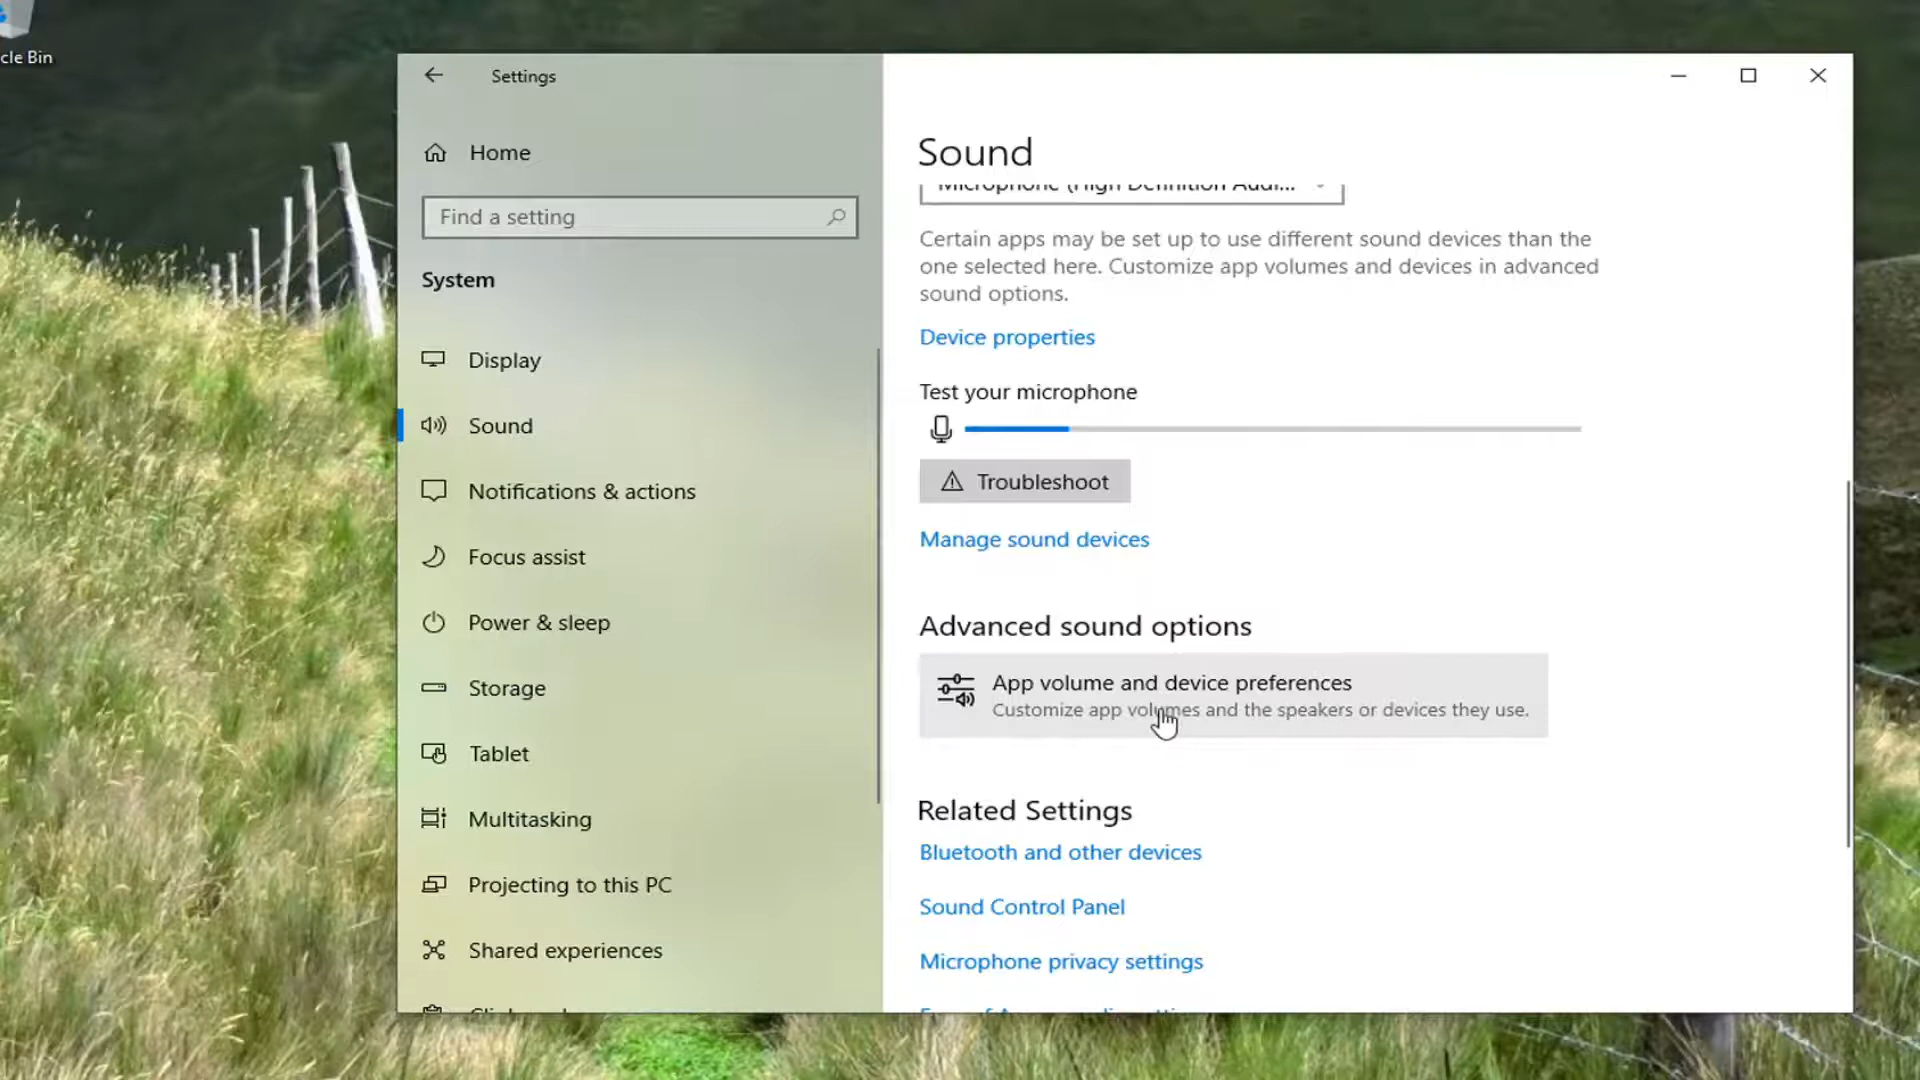 cle Bin
Settings
Home
Find a setting
System
Display
Sound
Notifications & actions
Focus assist
Power & sleep
Storage
Tablet
Multitasking
Projecting to this PC
Shared experiences
Sound
Microphone (High Definition Audi...
Certain apps may be set up to use different sound devices than the
one selected here. Customize app volumes and devices in advanced
sound options.
Device properties
Test your microphone
Troubleshoot
Manage sound devices
Advanced sound options
App volume and device preferences
Customize app volumes and the speakers or devices they use.
Related Settings
Bluetooth and other devices
Sound Control Panel
Microphone privacy settings